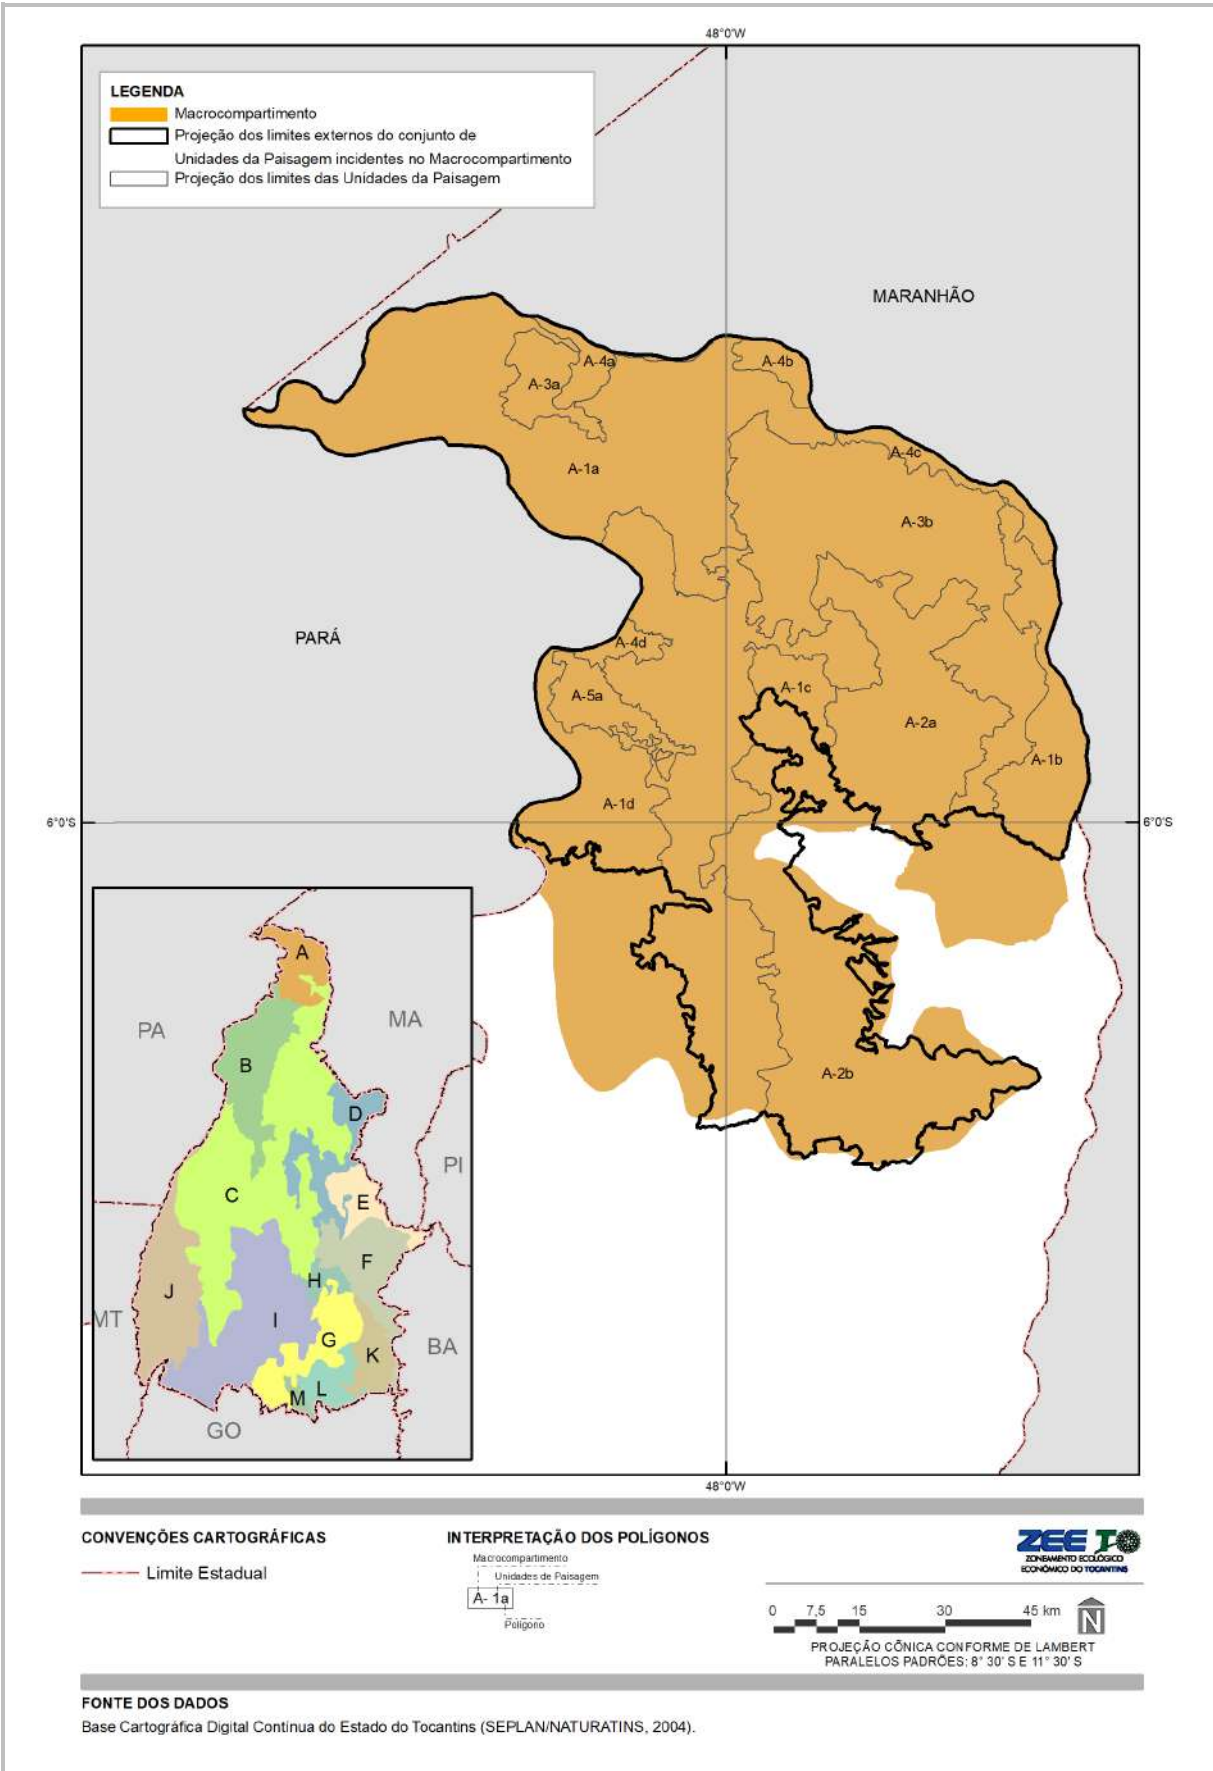 48°0'W
LEGENDA
Macrocompartimento
Projeção dos limites externos do conjunto de
Unidades da Paisagem incidentes no Macrocompartimento
Projeção dos limites das Unidades da Paisagem
MARANHÃO
A-4a
A-4b
A-3a
A-4c
A-1a
A-3b
PARÁ
A-4d
A-5a
A-1c
A-2a
A-1b
A-1d
6°0'S
6°0'S
A-2b
A
PA
MA
B
D
PI
C
E
F
H
J
I
MT
G
K
BA
L
M
GO
48°0'W
CONVENÇÕES CARTOGRÁFICAS
Limite Estadual
INTERPRETAÇÃO DOS POLÍGONOS
Macrocompartimento
Unidades de Paisagem
A- 1a
Polígono
ZEE TO
ZONEAMENTO ECOLÓGICO
ECONÔMICO DO TOCANTINS
0 7,5 15 30 45 km
N
PROJEÇÃO CÔNICA CONFORME DE LAMBERT
PARALELOS PADRÕES: 8° 30' S E 11° 30' S
FONTE DOS DADOS
Base Cartográfica Digital Contínua do Estado do Tocantins (SEPLAN/NATURATINS, 2004).